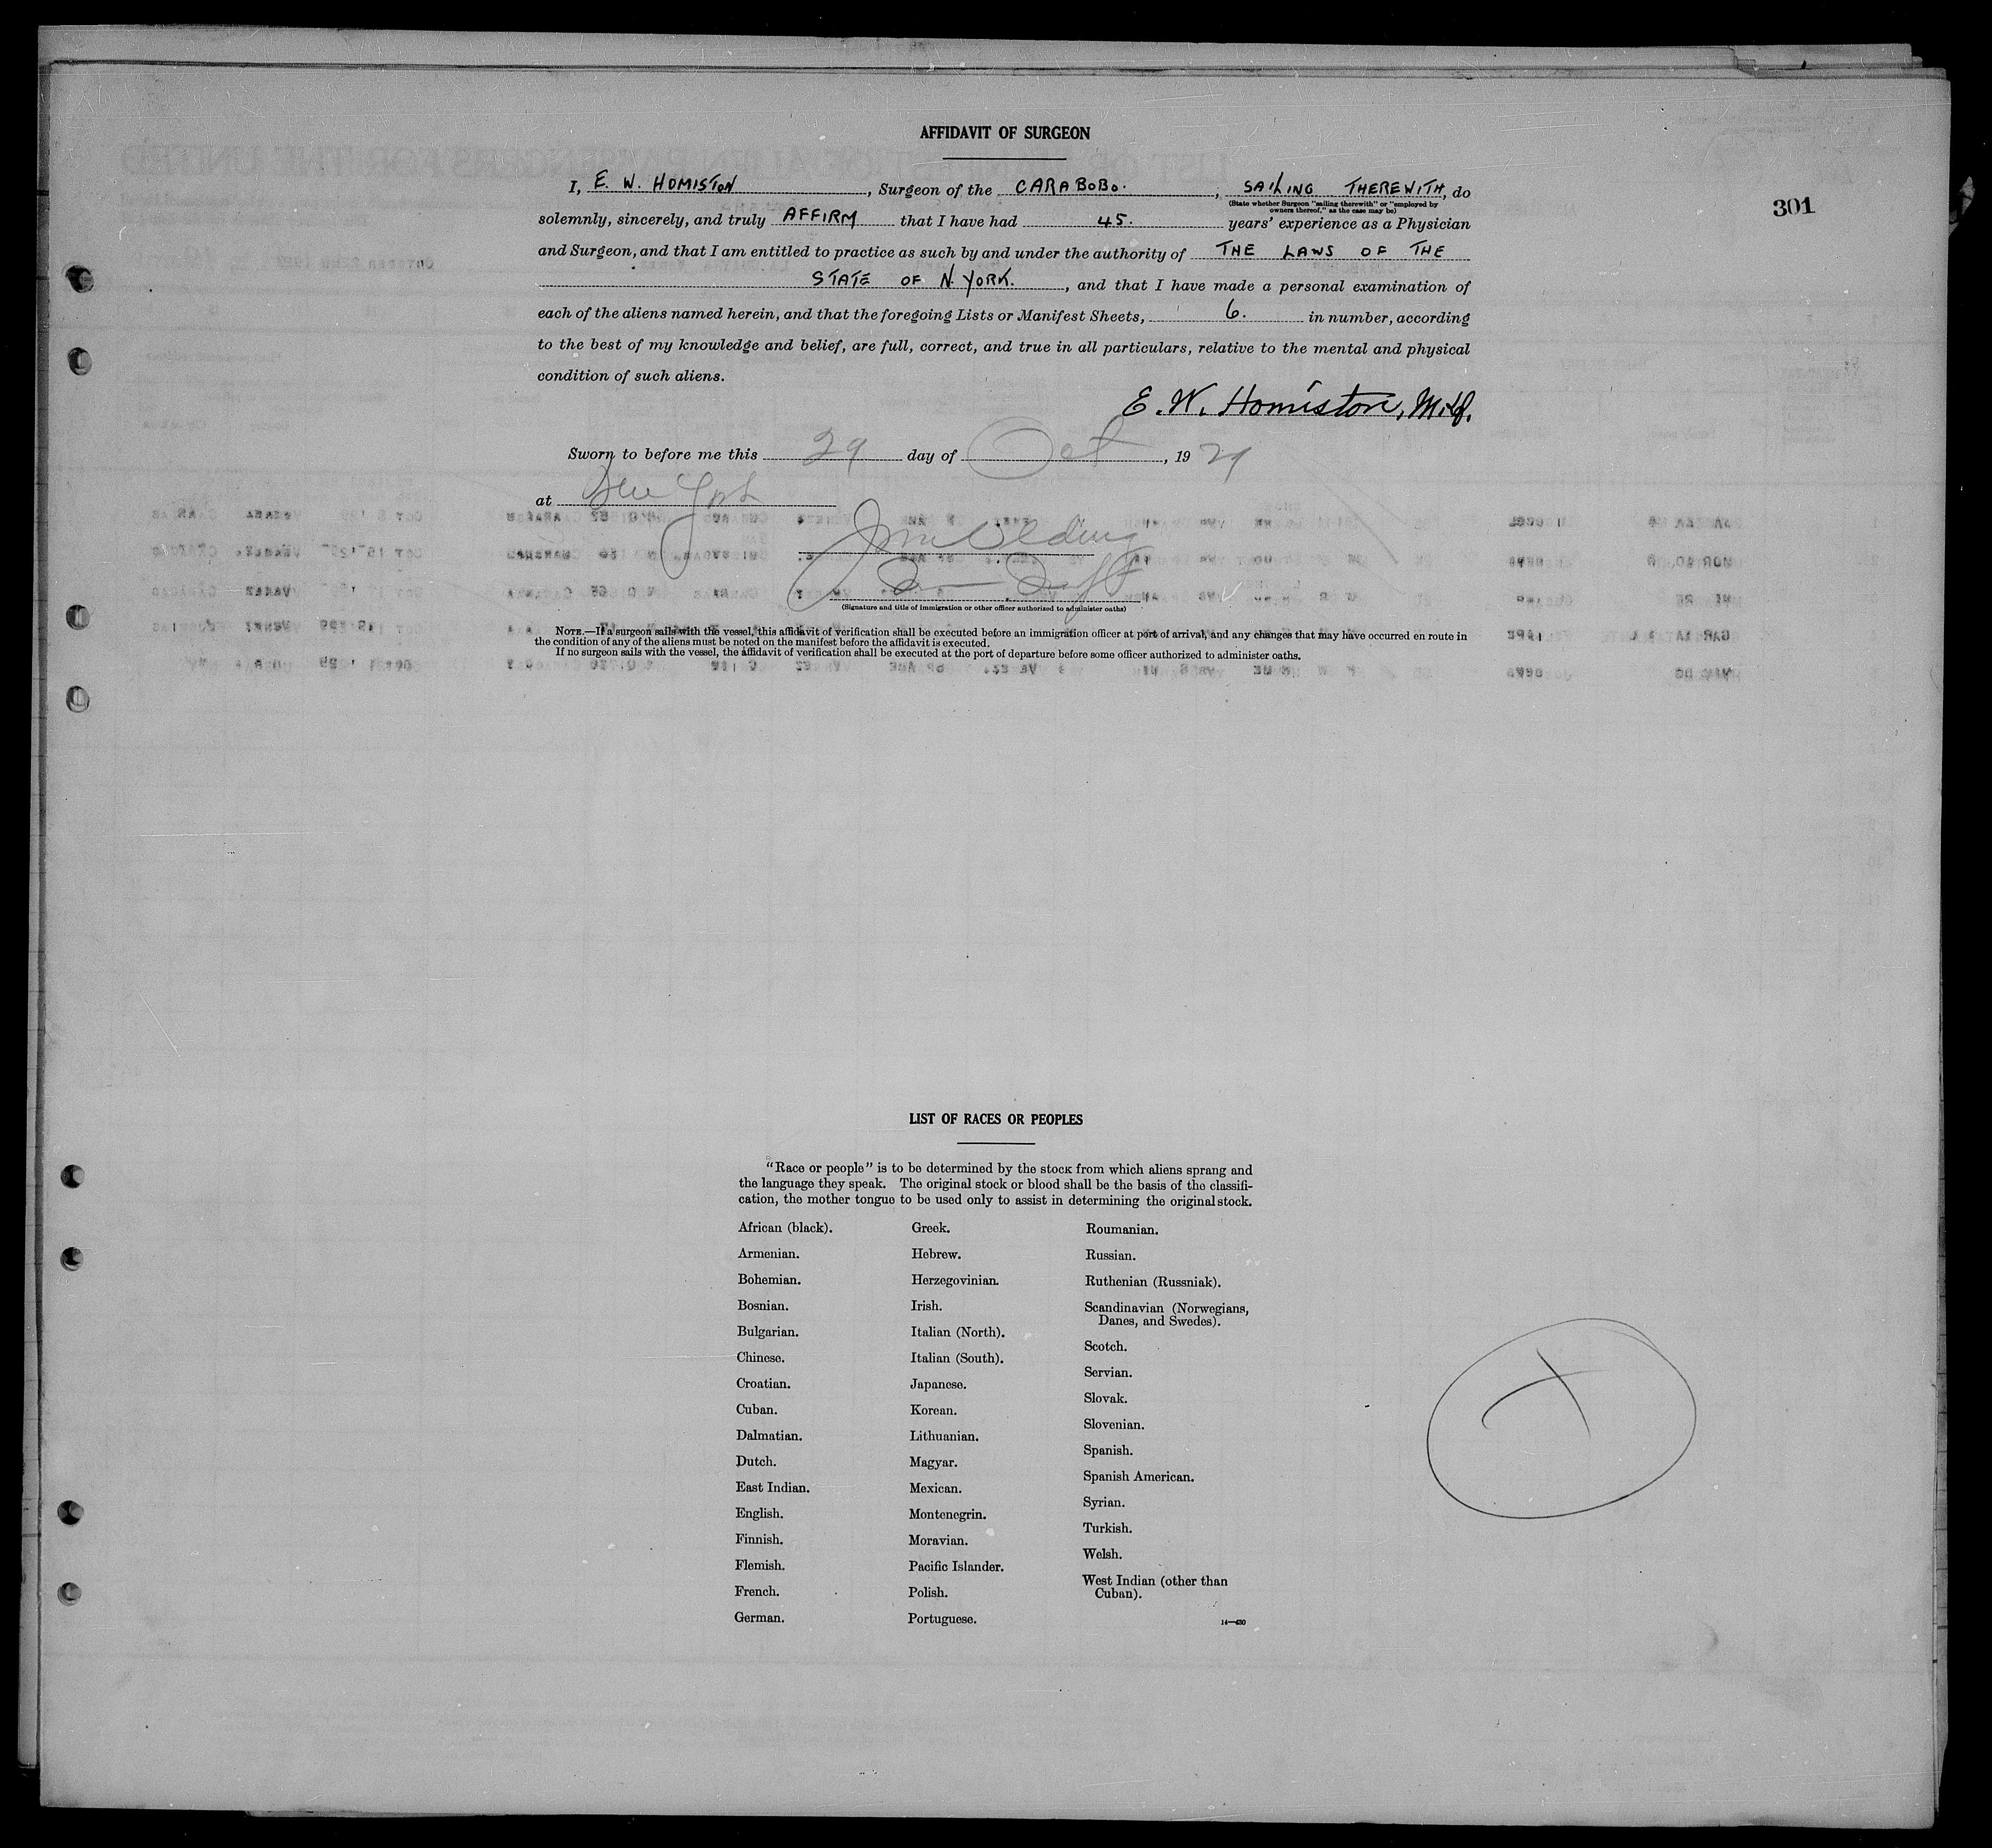 AFFIDAVIT OF SURGEON
301
I, E. W. HOMISTON, Surgeon of the CARABOBO., SAILING THEREWITH, do
(State whether Surgeon "sailing therewith" or "employed by
owners thereof," as the case may be)
solemnly, sincerely, and truly AFFIRM that I have had 45. years' experience as a Physician
and Surgeon, and that I am entitled to practice as such by and under the authority of THE LAWS OF THE
STATE OF N. YORK., and that I have made a personal examination of
each of the aliens named herein, and that the foregoing Lists or Manifest Sheets, 6. in number, according
to the best of my knowledge and belief, are full, correct, and true in all particulars, relative to the mental and physical
condition of such aliens.
E. W. Homiston, M.D.
Sworn to before me this 29 day of Oct, 1929
at New York
(Signature and title of immigration or other officer authorized to administer oaths)
NOTE.—If a surgeon sails with the vessel, this affidavit of verification shall be executed before an immigration officer at port of arrival, and any changes that may have occurred en route in
the condition of any of the aliens must be noted on the manifest before the affidavit is executed.
If no surgeon sails with the vessel, the affidavit of verification shall be executed at the port of departure before some officer authorized to administer oaths.
LIST OF RACES OR PEOPLES
"Race or people" is to be determined by the stock from which aliens sprang and
the language they speak. The original stock or blood shall be the basis of the classifi-
cation, the mother tongue to be used only to assist in determining the original stock.
African (black).
Armenian.
Bohemian.
Bosnian.
Bulgarian.
Chinese.
Croatian.
Cuban.
Dalmatian.
Dutch.
East Indian.
English.
Finnish.
Flemish.
French.
German.
Greek.
Hebrew.
Herzegovinian.
Irish.
Italian (North).
Italian (South).
Japanese.
Korean.
Lithuanian.
Magyar.
Mexican.
Montenegrin.
Moravian.
Pacific Islander.
Polish.
Portuguese.
Roumanian.
Russian.
Ruthenian (Russniak).
Scandinavian (Norwegians,
Danes, and Swedes).
Scotch.
Servian.
Slovak.
Slovenian.
Spanish.
Spanish American.
Syrian.
Turkish.
Welsh.
West Indian (other than
Cuban).